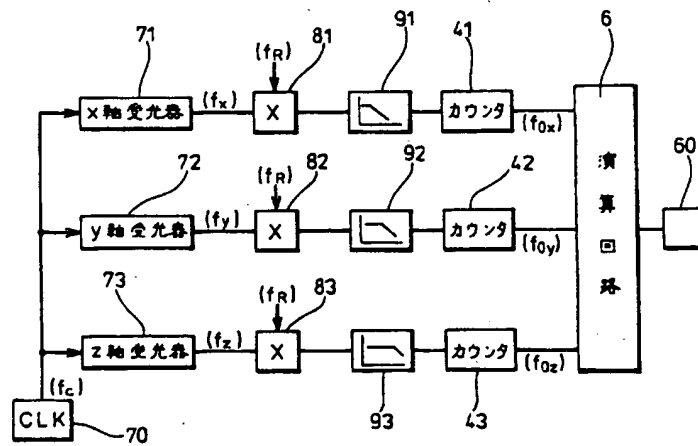 71
81
91
41
6
(fR)
x軸受光器
(fx)
X
カウンタ
(f0x)
72
82
92
42
60
(fR)
y軸受光器
(fy)
X
カウンタ
(f0y)
演算回路
73
83
(fR)
z軸受光器
(fz)
X
カウンタ
(f0z)
93
43
(fc)
CLK
70